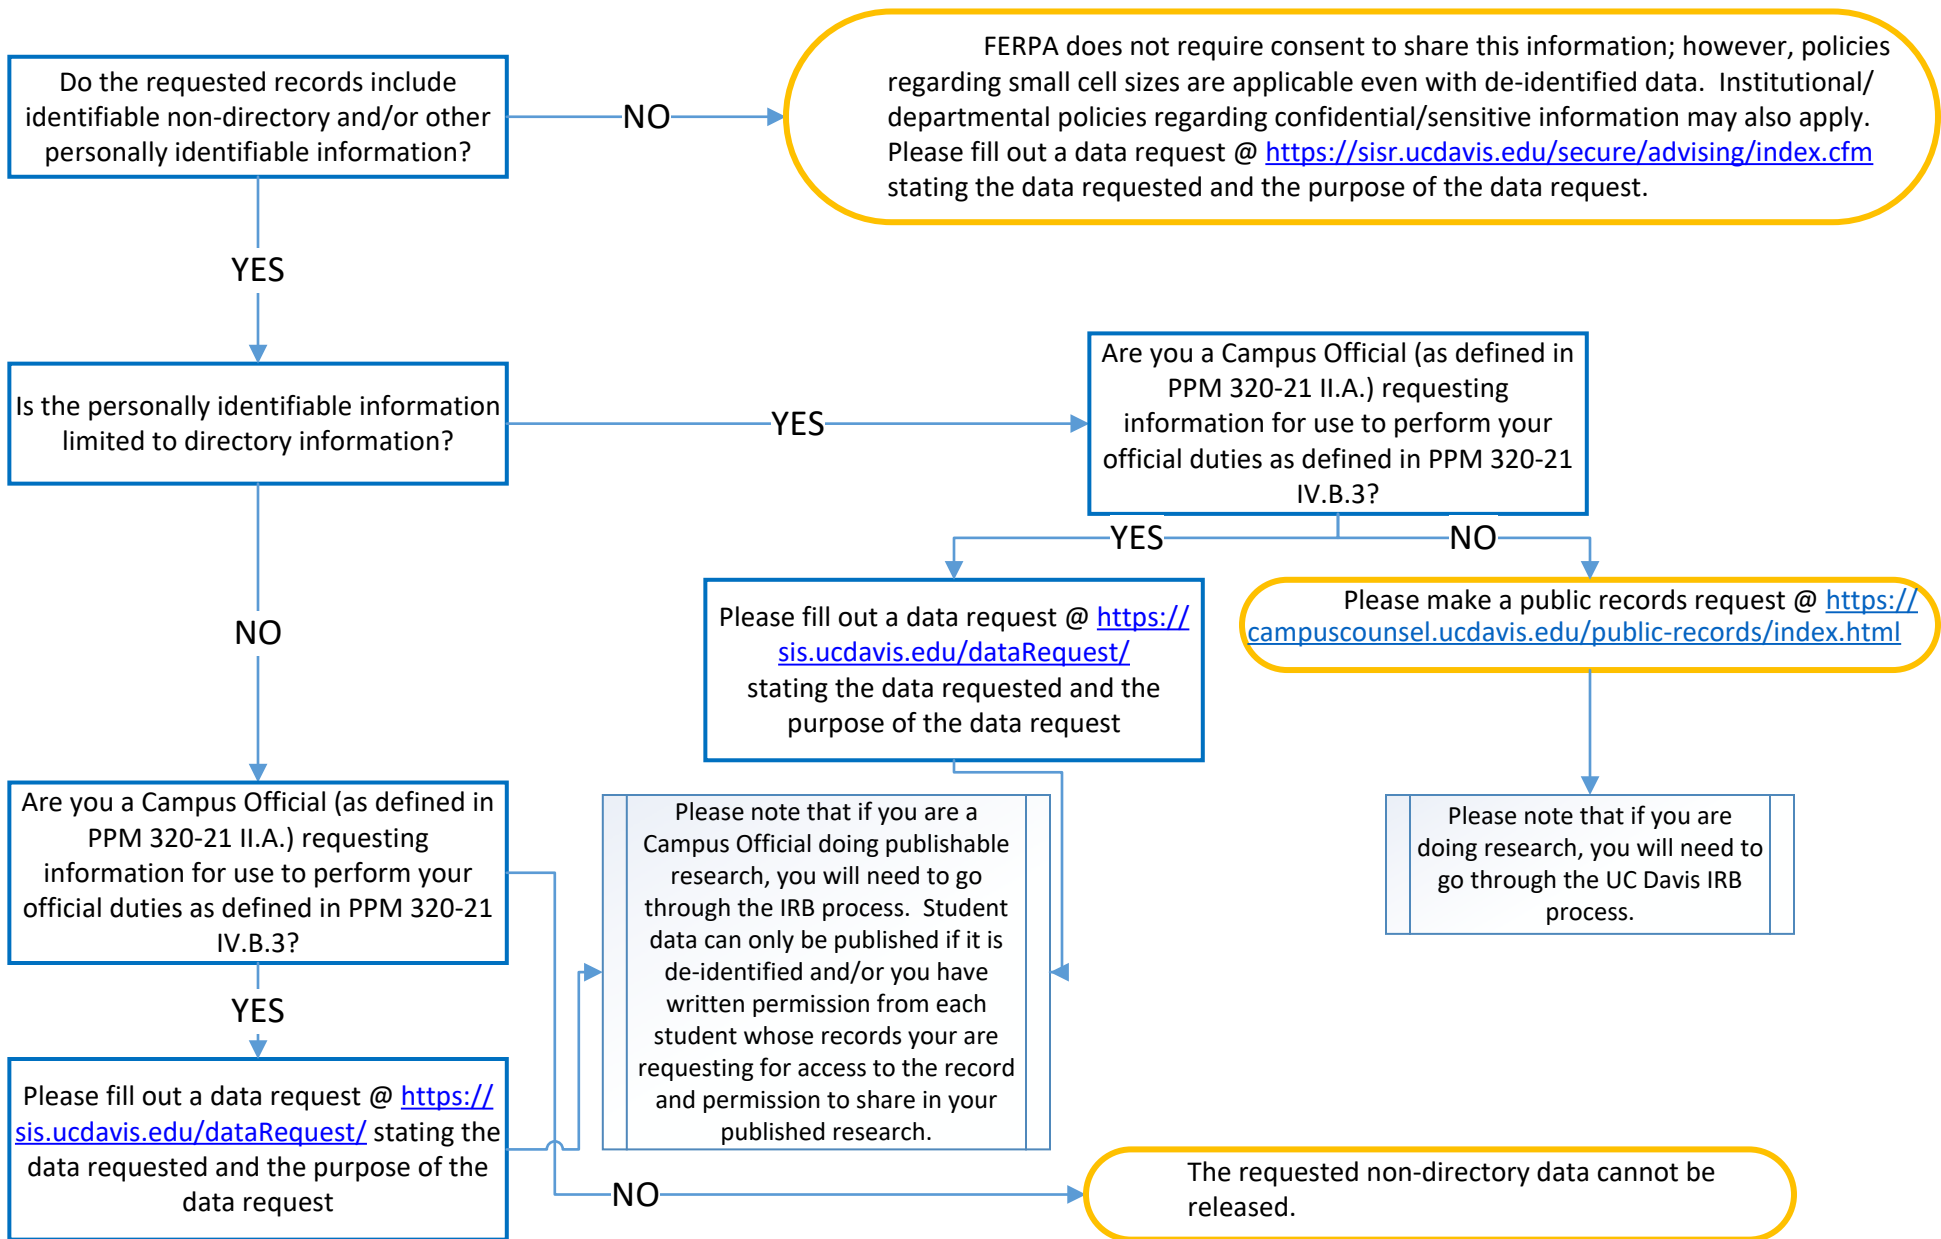 Do the requested records include
identifiable non-directory and/or other
personally identifiable information?
NO
FERPA does not require consent to share this information; however, policies
regarding small cell sizes are applicable even with de-identified data.  Institutional/
departmental policies regarding confidential/sensitive information may also apply.
Please fill out a data request @ https://sisr.ucdavis.edu/secure/advising/index.cfm
stating the data requested and the purpose of the data request.
YES
Is the personally identifiable information
limited to directory information?
YES
Are you a Campus Official (as defined in
PPM 320-21 II.A.) requesting
information for use to perform your
official duties as defined in PPM 320-21
IV.B.3?
YES
NO
Please fill out a data request @ https://
sis.ucdavis.edu/dataRequest/
stating the data requested and the
purpose of the data request
Please make a public records request @ https://
campuscounsel.ucdavis.edu/public-records/index.html
NO
Are you a Campus Official (as defined in
PPM 320-21 II.A.) requesting
information for use to perform your
official duties as defined in PPM 320-21
IV.B.3?
Please note that if you are a
Campus Official doing publishable
research, you will need to go
through the IRB process.  Student
data can only be published if it is
de-identified and/or you have
written permission from each
student whose records your are
requesting for access to the record
and permission to share in your
published research.
Please note that if you are
doing research, you will need to
go through the UC Davis IRB
process.
YES
Please fill out a data request @ https://
sis.ucdavis.edu/dataRequest/ stating the
data requested and the purpose of the
data request
NO
The requested non-directory data cannot be
released.